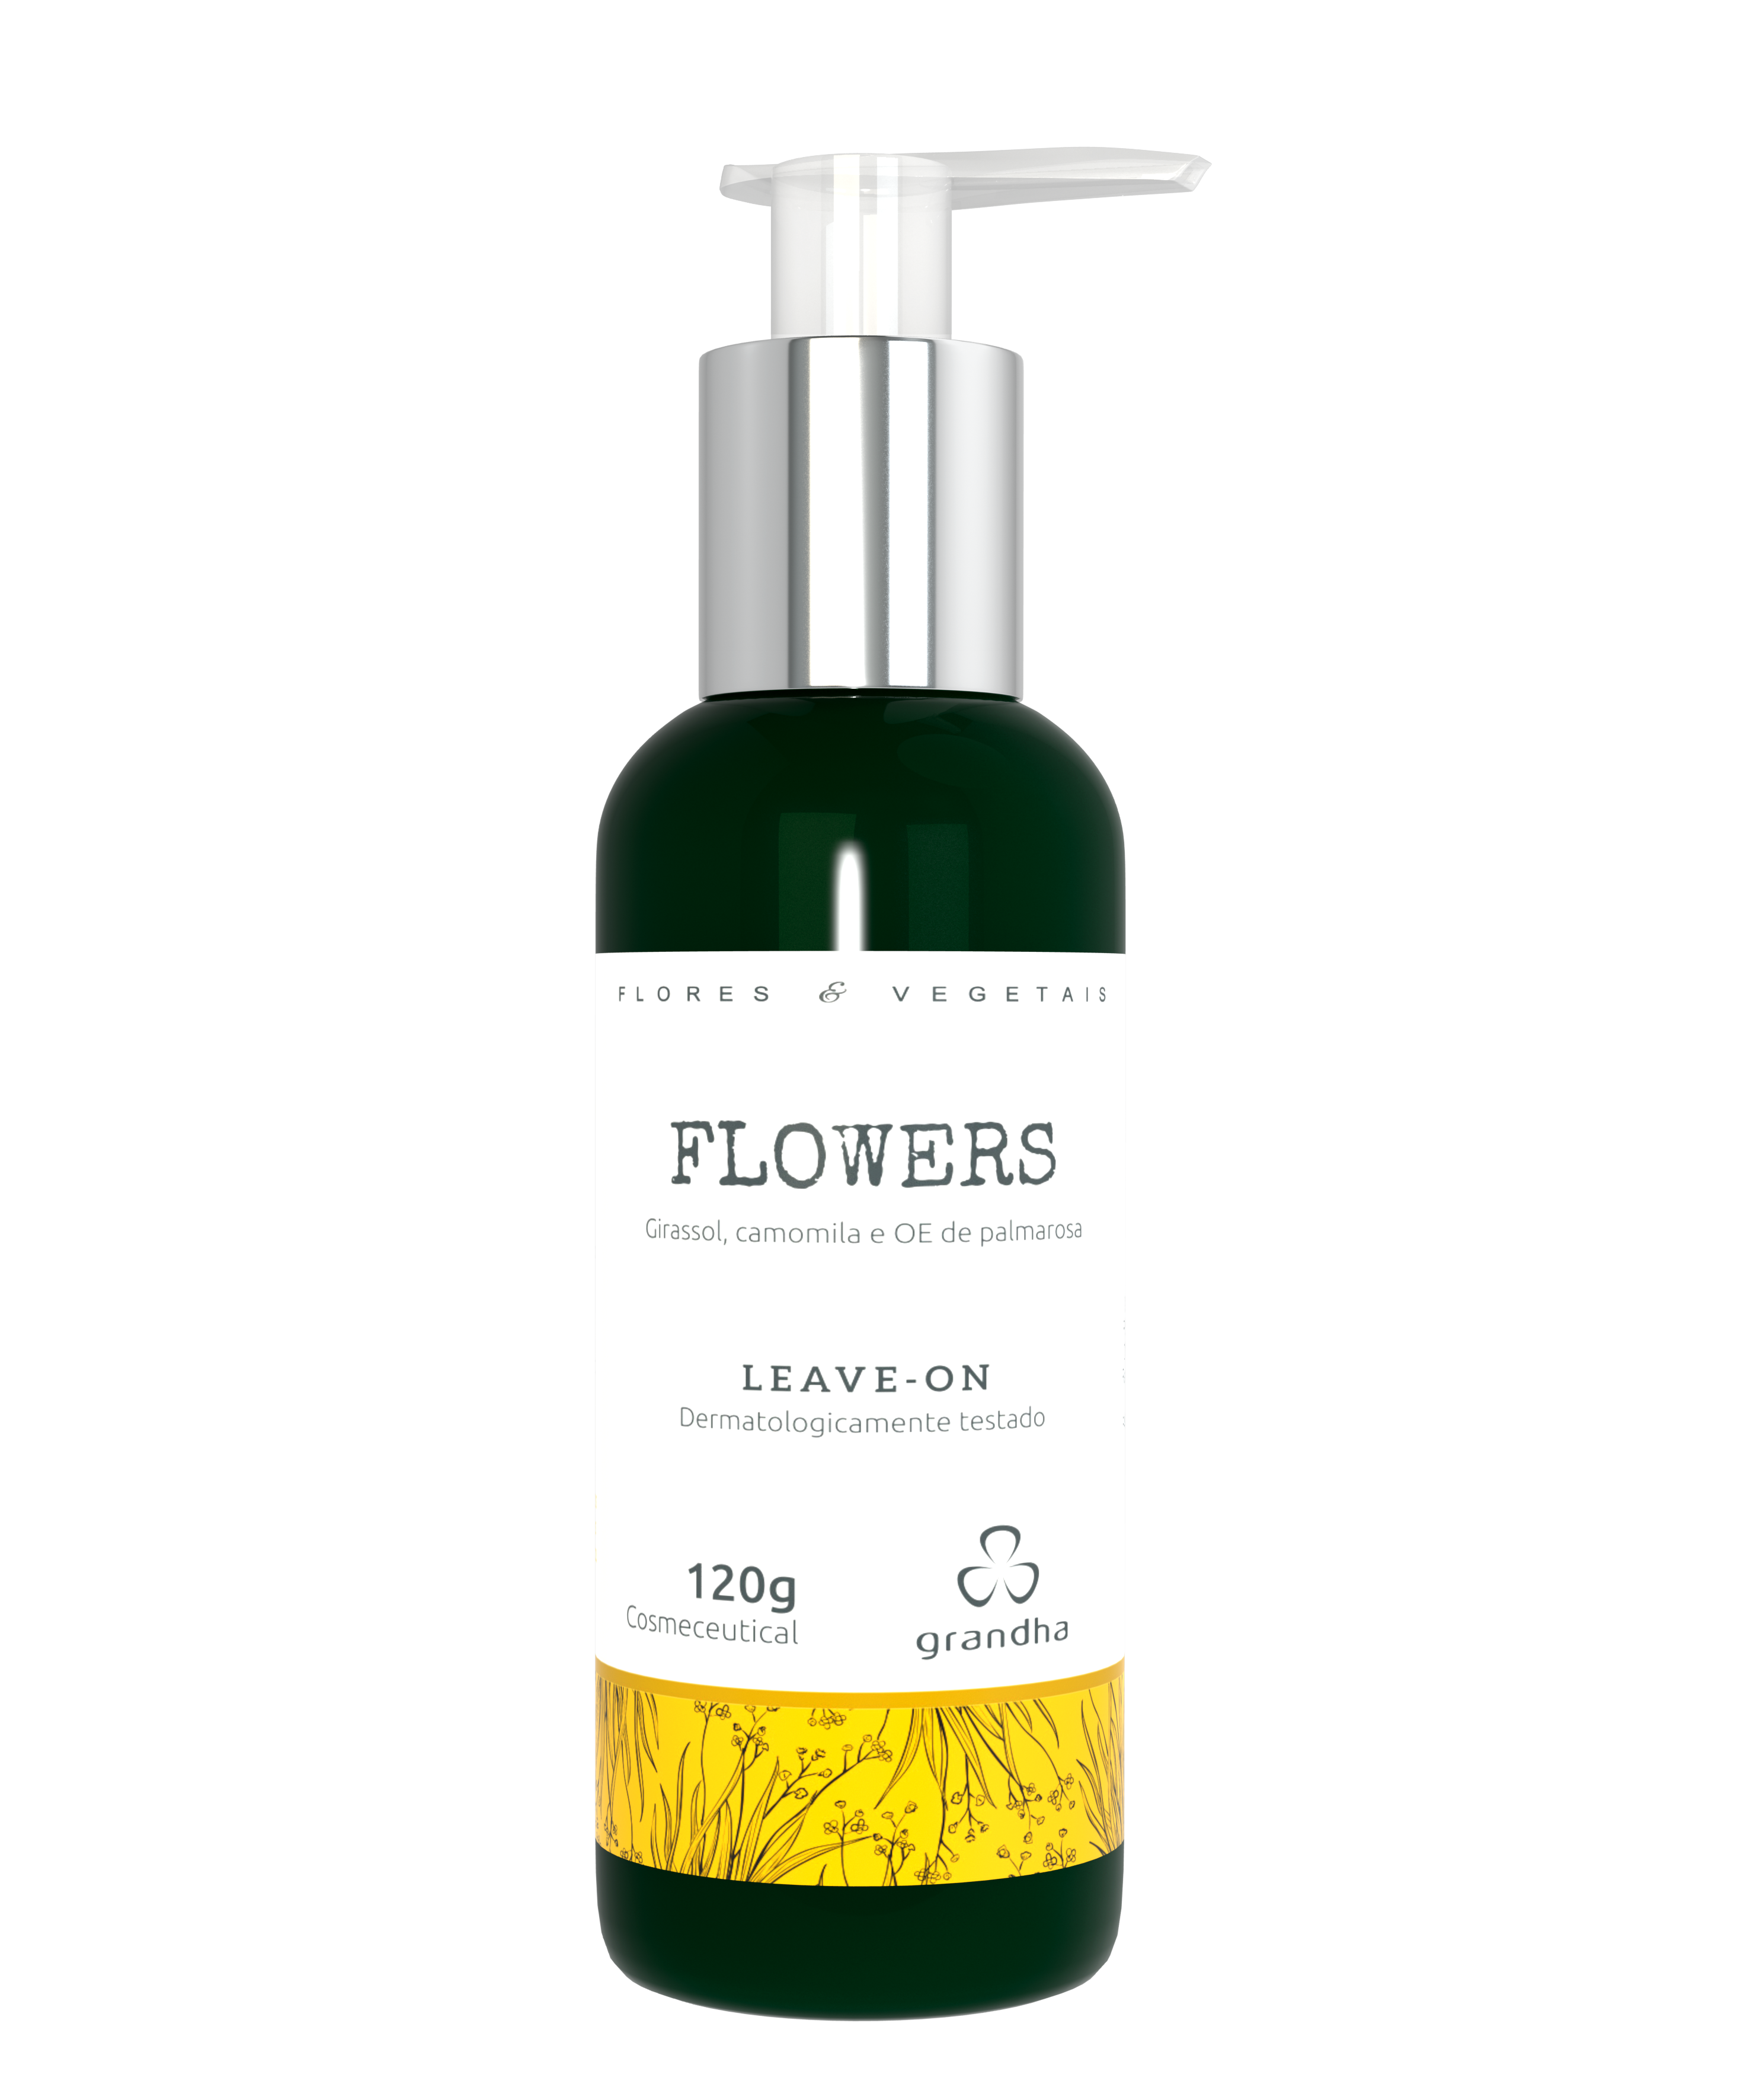 FLORES & VEGETAIS
FLOWERS
Girassol, camomila e OE de palmarosa
LEAVE-ON
Dermatologicamente testado
120g
Cosmeceutical
grandha